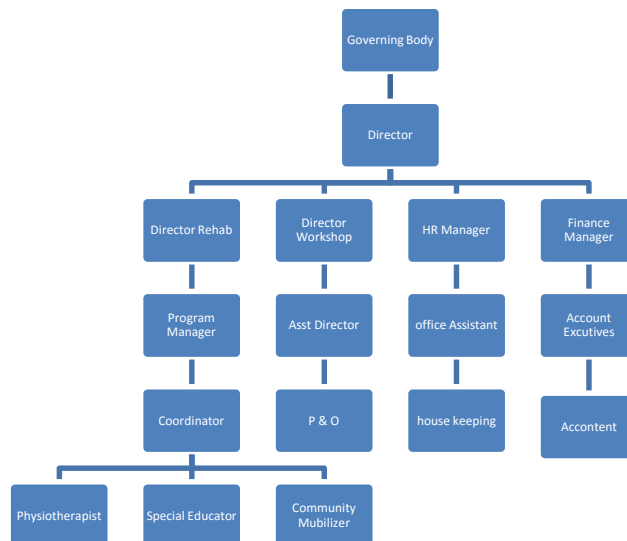 Governing Body
Director
Director Rehab
Director
Workshop
HR Manager
Finance
Manager
Program
Manager
Asst Director
office Assistant
Account
Excutives
Coordinator
P & O
house keeping
Accontent
Physiotherapist
Special Educator
Community
Mubilizer